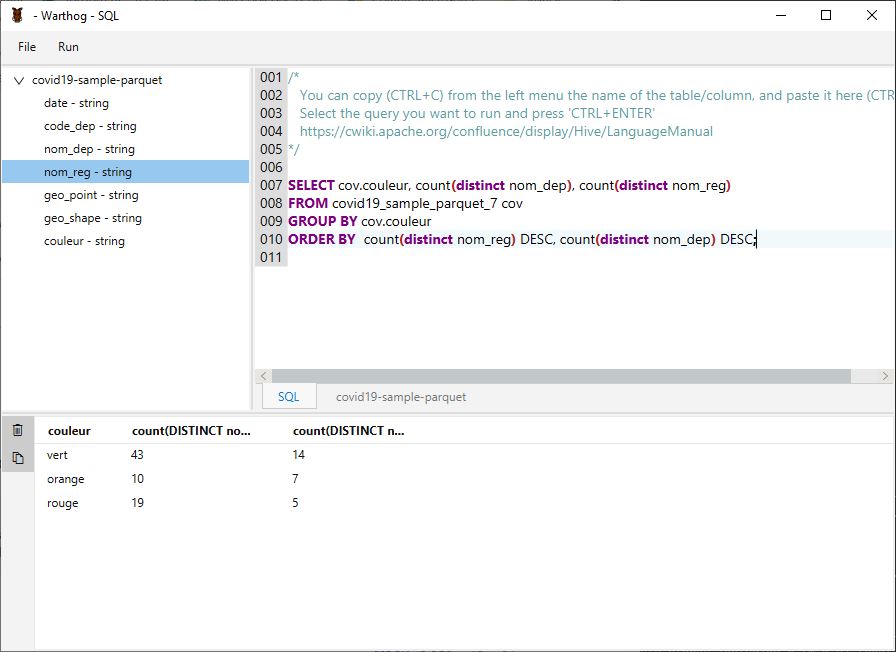 - Warthog - SQL
File Run
covid19-sample-parquet
date - string
code_dep - string
nom_dep - string
nom_reg - string
geo_point - string
geo_shape - string
couleur - string
001 /*
002 You can copy (CTRL+C) from the left menu the name of the table/column, and paste it here (CTR
003 Select the query you want to run and press 'CTRL+ENTER'
004 https://cwiki.apache.org/confluence/display/Hive/LanguageManual
005 */
006
007 SELECT cov.couleur, count(distinct nom_dep), count(distinct nom_reg)
008 FROM covid19_sample_parquet_7 cov
009 GROUP BY cov.couleur
010 ORDER BY count(distinct nom_reg) DESC, count(distinct nom_dep) DESC;
011
SQL covid19-sample-parquet
couleur count(DISTINCT no... count(DISTINCT n...
vert 43 14
orange 10 7
rouge 19 5